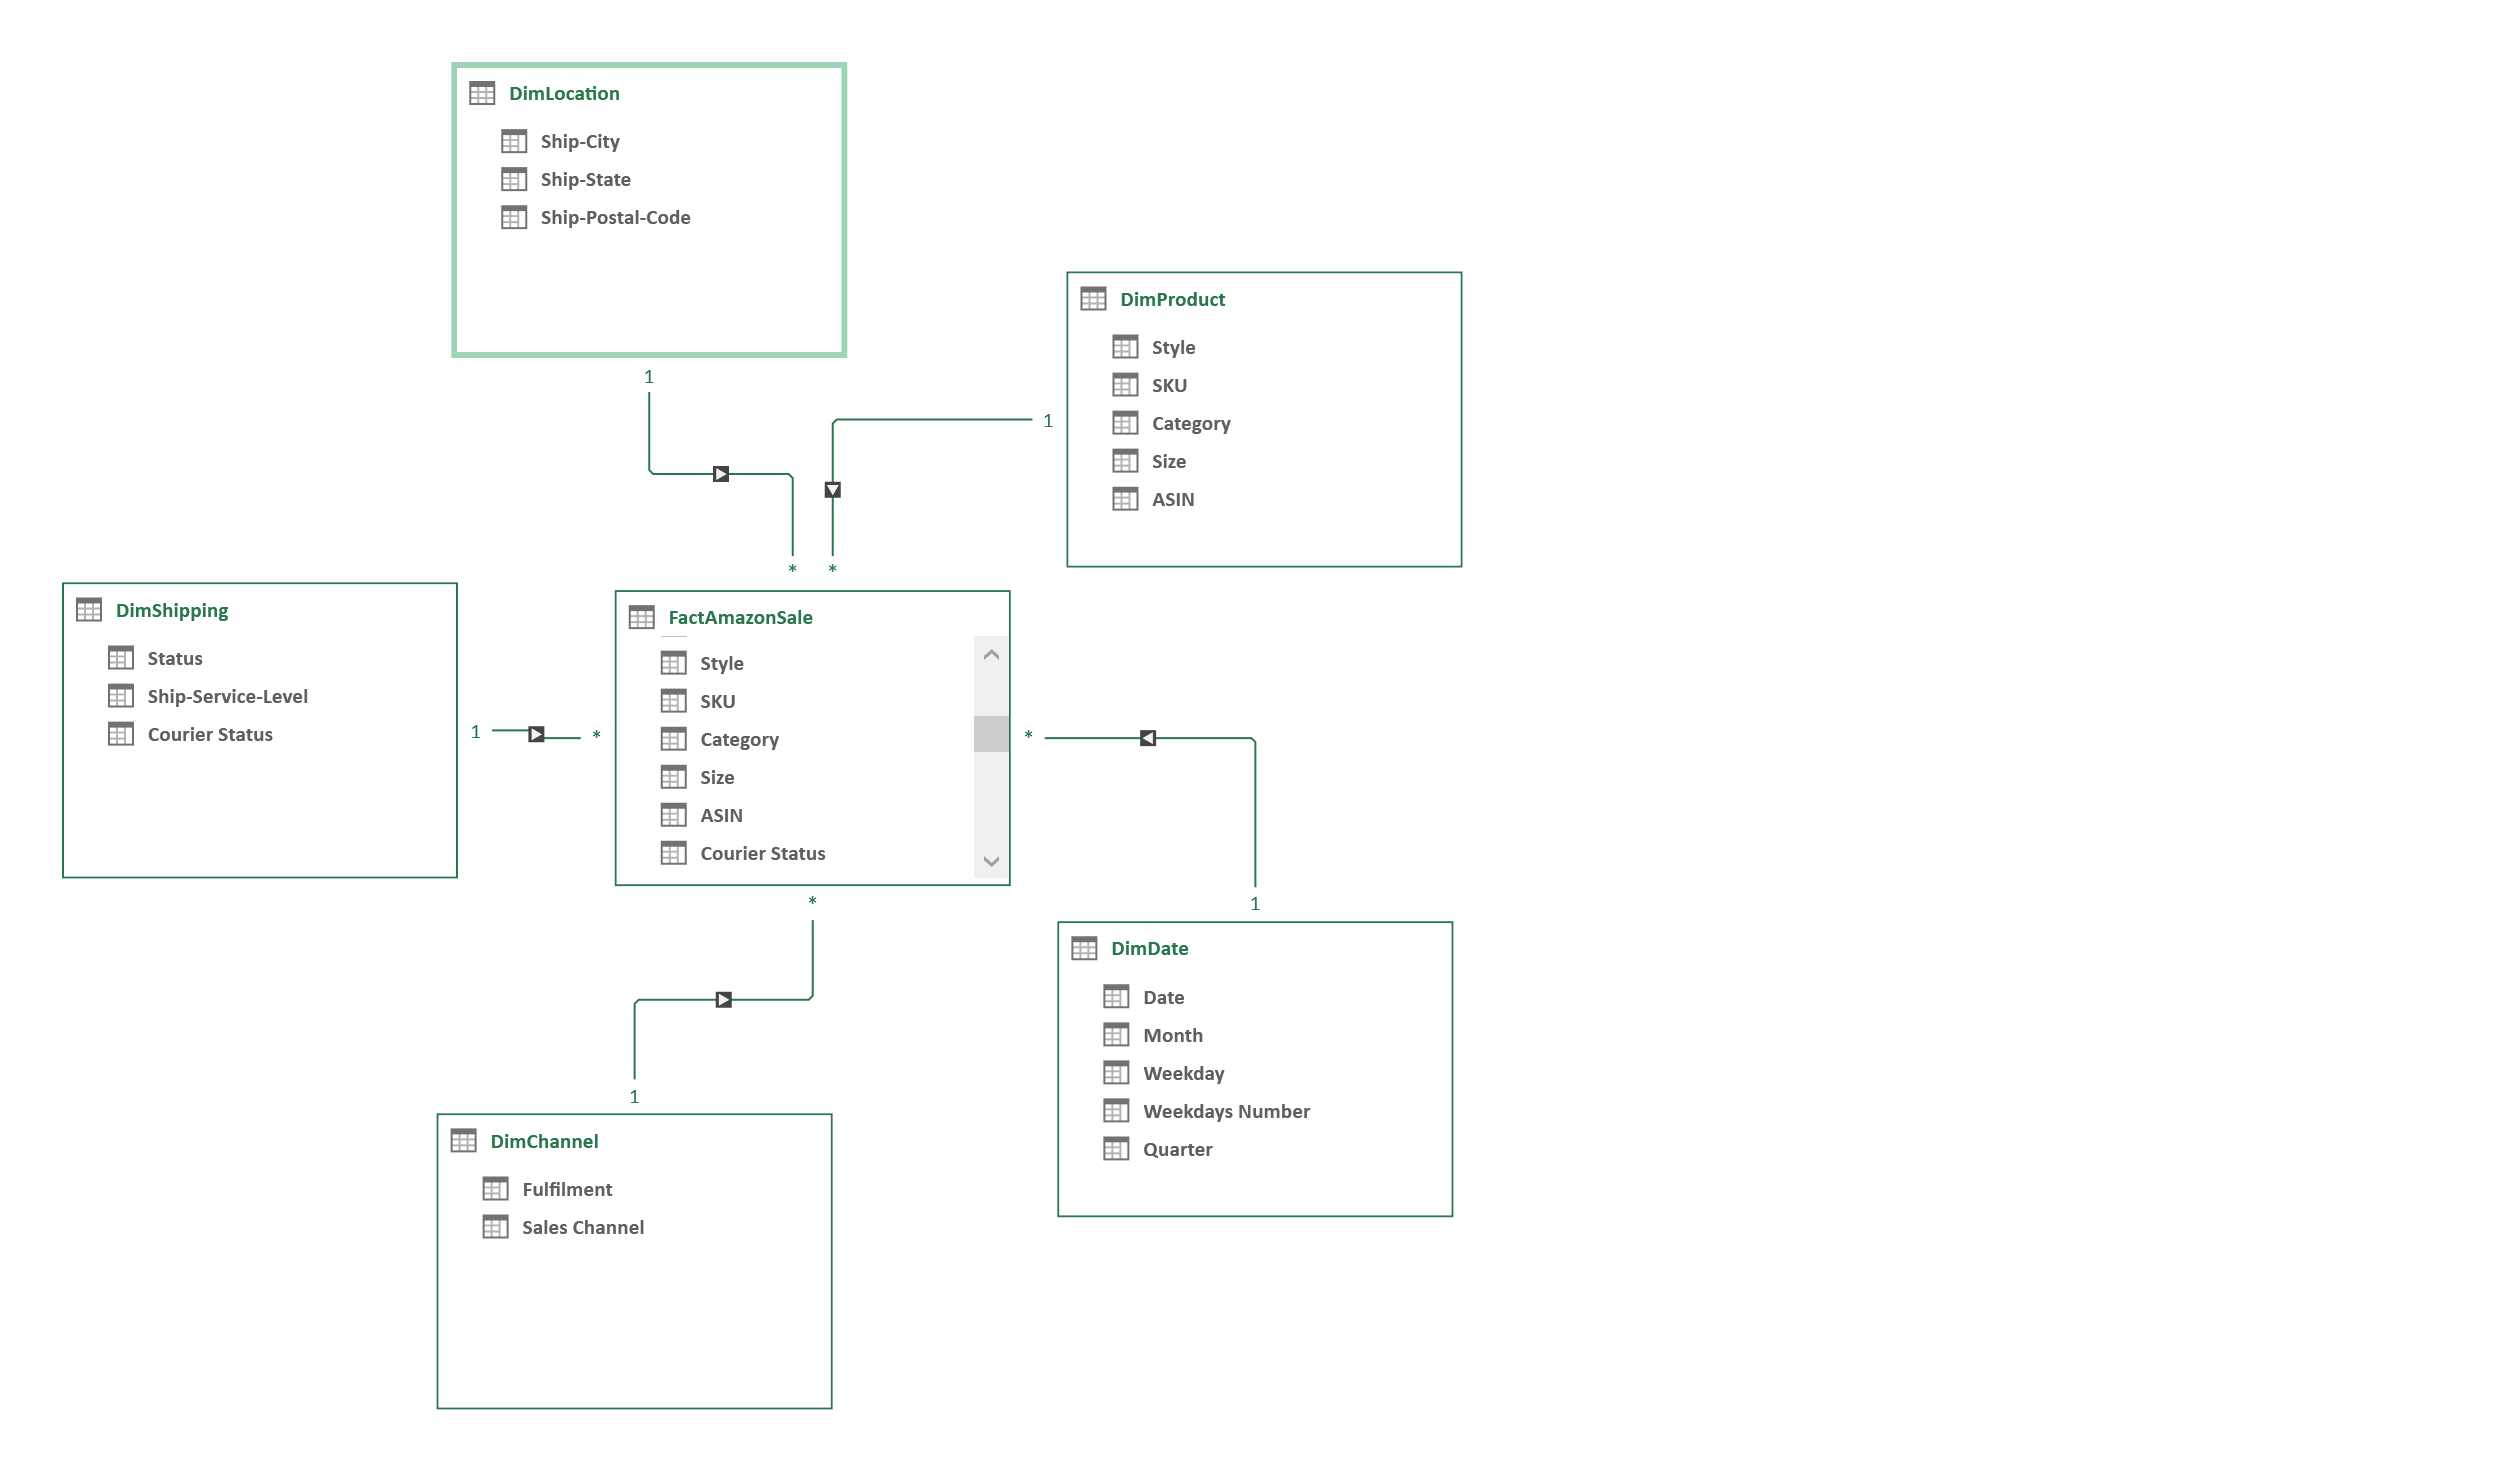 DimLocation
Ship-City
Ship-State
Ship-Postal-Code
1
DimProduct
Style
SKU
Category
Size
ASIN
1
*
*
DimShipping
Status
Ship-Service-Level
Courier Status
1
*
FactAmazonSale
Style
SKU
Category
Size
ASIN
Courier Status
*
*
1
DimDate
Date
Month
Weekday
Weekdays Number
Quarter
1
DimChannel
Fulfilment
Sales Channel